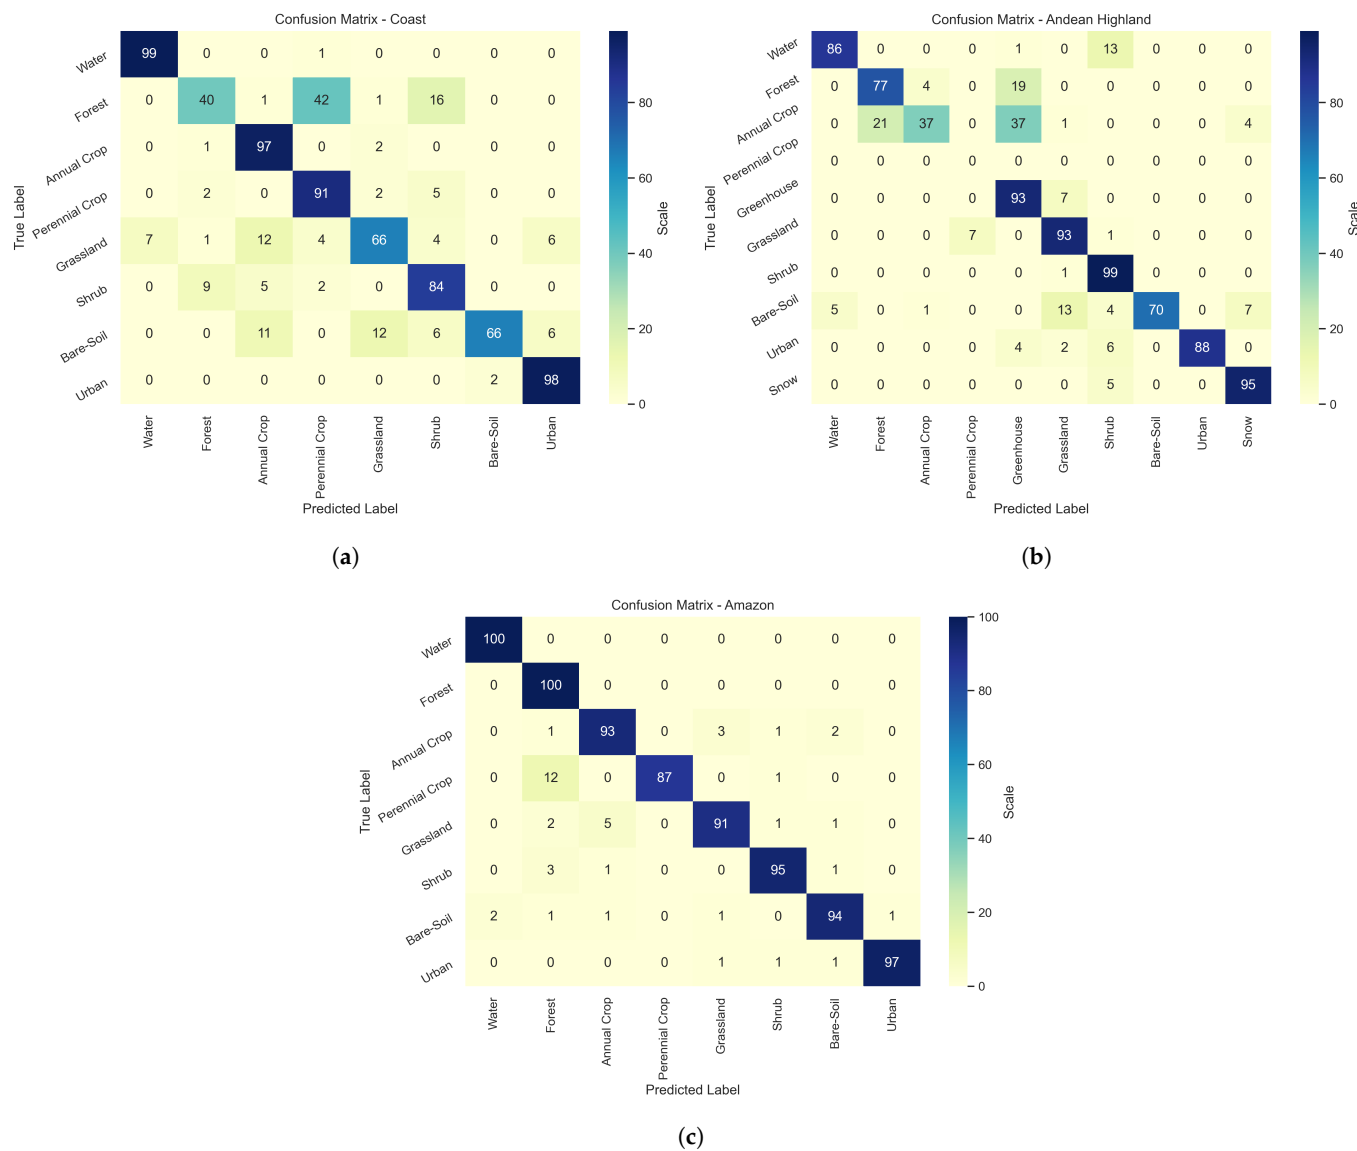 Confusion Matrix - Coast
True Label
Water 99 0 0 1 0 0 0 0
Forest 0 40 1 42 1 16 0 0
Annual Crop 0 1 97 0 2 0 0 0
Perennial Crop 0 2 0 91 2 5 0 0
Grassland 7 1 12 4 66 4 0 6
Shrub 0 9 5 2 0 84 0 0
Bare-Soil 0 0 11 0 12 6 66 6
Urban 0 0 0 0 0 0 2 98
Water Forest Annual Crop Perennial Crop Grassland Shrub Bare-Soil Urban
Predicted Label
80
60
40
20
0
Scale
(a)
Confusion Matrix - Andean Highland
True Label
Water 86 0 0 0 1 0 13 0 0 0
Forest 0 77 4 0 19 0 0 0 0 0
Annual Crop 0 21 37 0 37 1 0 0 0 4
Perennial Crop 0 0 0 0 0 0 0 0 0 0
Greenhouse 0 0 0 0 93 7 0 0 0 0
Grassland 0 0 0 7 0 93 1 0 0 0
Shrub 0 0 0 0 0 1 99 0 0 0
Bare-Soil 5 0 1 0 0 13 4 70 0 7
Urban 0 0 0 0 4 2 6 0 88 0
Snow 0 0 0 0 0 0 5 0 0 95
Water Forest Annual Crop Perennial Crop Greenhouse Grassland Shrub Bare-Soil Urban Snow
Predicted Label
80
60
40
20
0
Scale
(b)
Confusion Matrix - Amazon
True Label
Water 100 0 0 0 0 0 0 0
Forest 0 100 0 0 0 0 0 0
Annual Crop 0 1 93 0 3 1 2 0
Perennial Crop 0 12 0 87 0 1 0 0
Grassland 0 2 5 0 91 1 1 0
Shrub 0 3 1 0 0 95 1 0
Bare-Soil 2 1 1 0 1 0 94 1
Urban 0 0 0 0 1 1 1 97
Water Forest Annual Crop Perennial Crop Grassland Shrub Bare-Soil Urban
Predicted Label
100
80
60
40
20
0
Scale
(c)